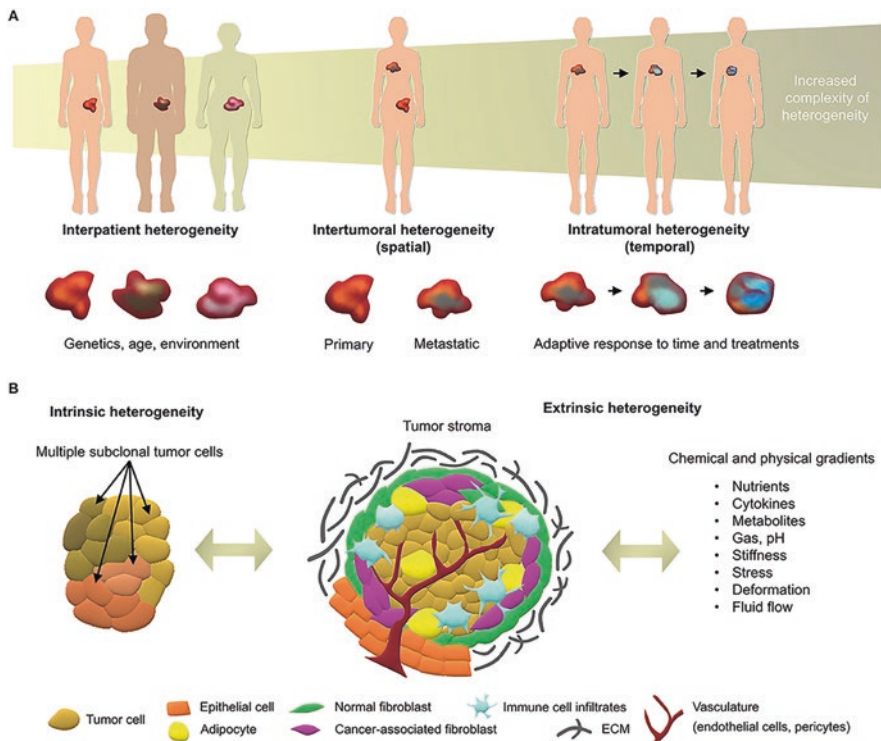 A
Increased
complexity of
heterogeneity
Interpatient heterogeneity
Intertumoral heterogeneity
(spatial)
Intratumoral heterogeneity
(temporal)
Genetics, age, environment
Primary
Metastatic
Adaptive response to time and treatments
B
Intrinsic heterogeneity
Extrinsic heterogeneity
Multiple subclonal tumor cells
Tumor stroma
Chemical and physical gradients
• Nutrients
• Cytokines
• Metabolites
• Gas, pH
• Stiffness
• Stress
• Deformation
• Fluid flow
Tumor cell
Epithelial cell
Adipocyte
Normal fibroblast
Cancer-associated fibroblast
Immune cell infiltrates
ECM
Vasculature
(endothelial cells, pericytes)